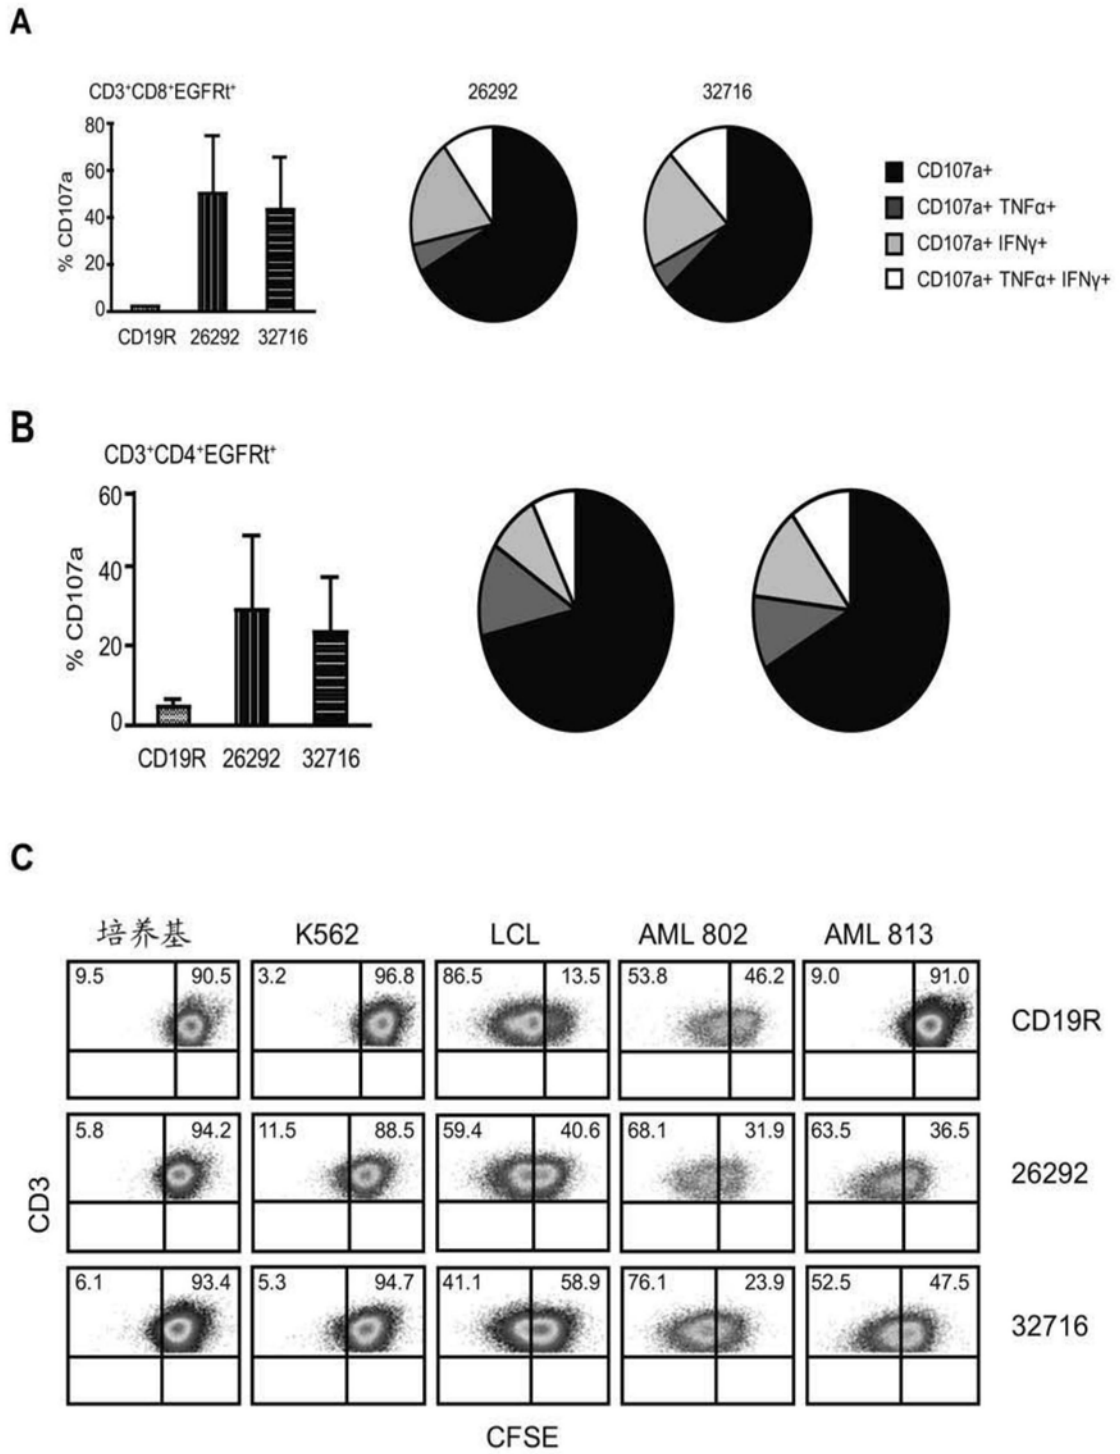 A
CD3⁺CD8⁺EGFRt⁺
% CD107a
80
60
40
20
0
CD19R 26292 32716
26292
32716
CD107a+
CD107a+ TNFα+
CD107a+ IFNγ+
CD107a+ TNFα+ IFNγ+
B
CD3⁺CD4⁺EGFRt⁺
% CD107a
60
40
20
0
CD19R 26292 32716
C
培养基 K562 LCL AML 802 AML 813
9.5 90.5 3.2 96.8 86.5 13.5 53.8 46.2 9.0 91.0
CD19R
5.8 94.2 11.5 88.5 59.4 40.6 68.1 31.9 63.5 36.5
26292
6.1 93.4 5.3 94.7 41.1 58.9 76.1 23.9 52.5 47.5
32716
CD3
CFSE